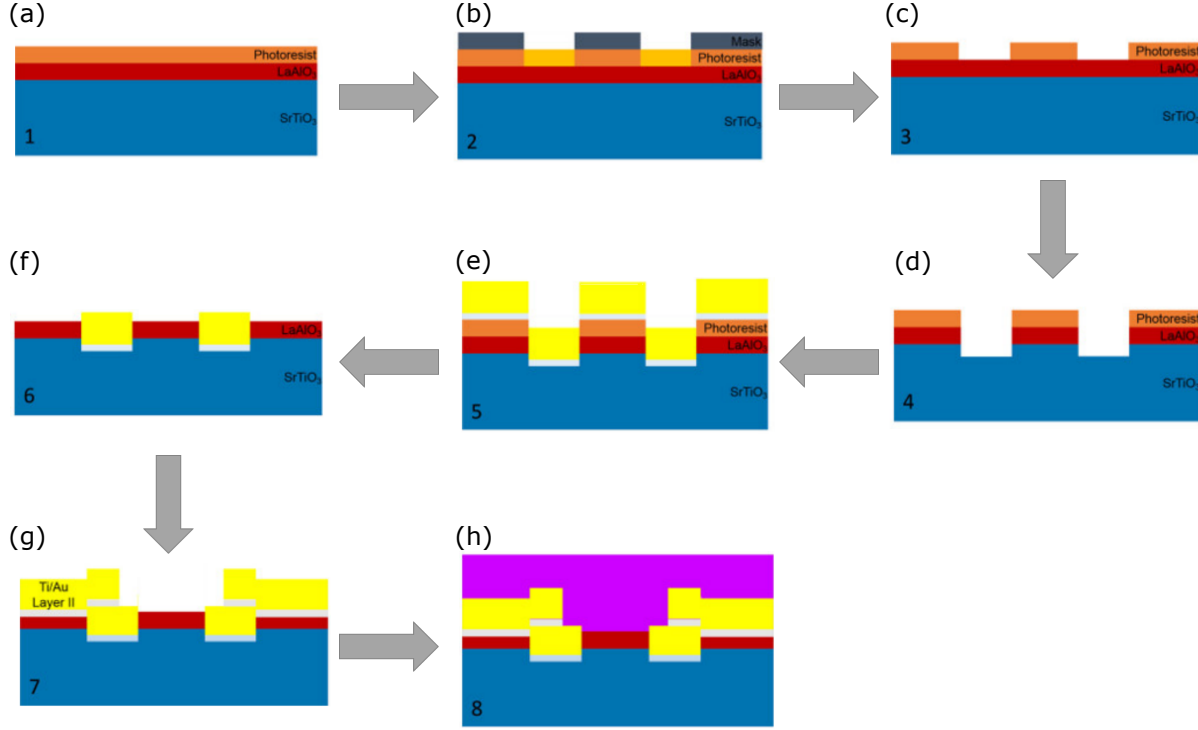 (a)
Photoresist
LaAlO₃
SrTiO₃
1
(b)
Mask
Photoresist
LaAlO₃
SrTiO₃
2
(c)
Photoresist
LaAlO₃
SrTiO₃
3
(f)
LaAlO₃
SrTiO₃
6
(e)
Photoresist
LaAlO₃
SrTiO₃
5
(d)
Photoresist
LaAlO₃
SrTiO₃
4
(g)
Ti/Au
Layer II
7
(h)
8